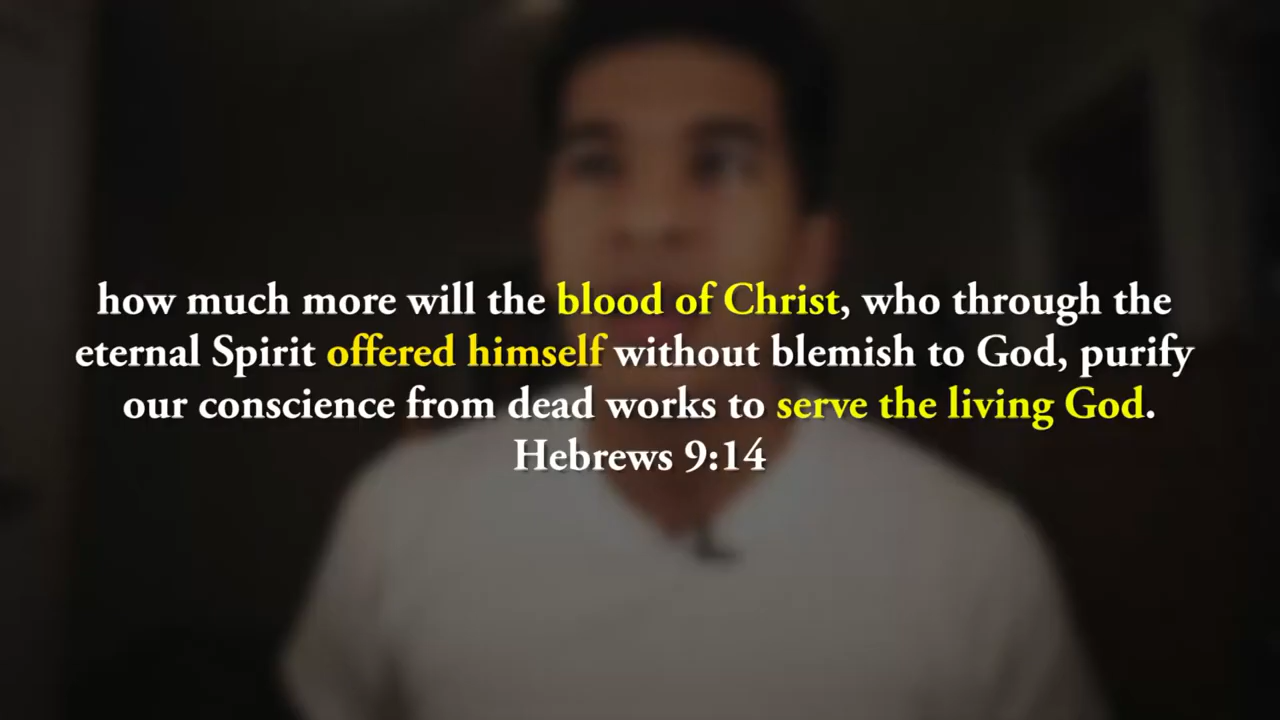 how much more will the blood of Christ, who through the
eternal Spirit offered himself without blemish to God, purify
our conscience from dead works to serve the living God.
Hebrews 9:14